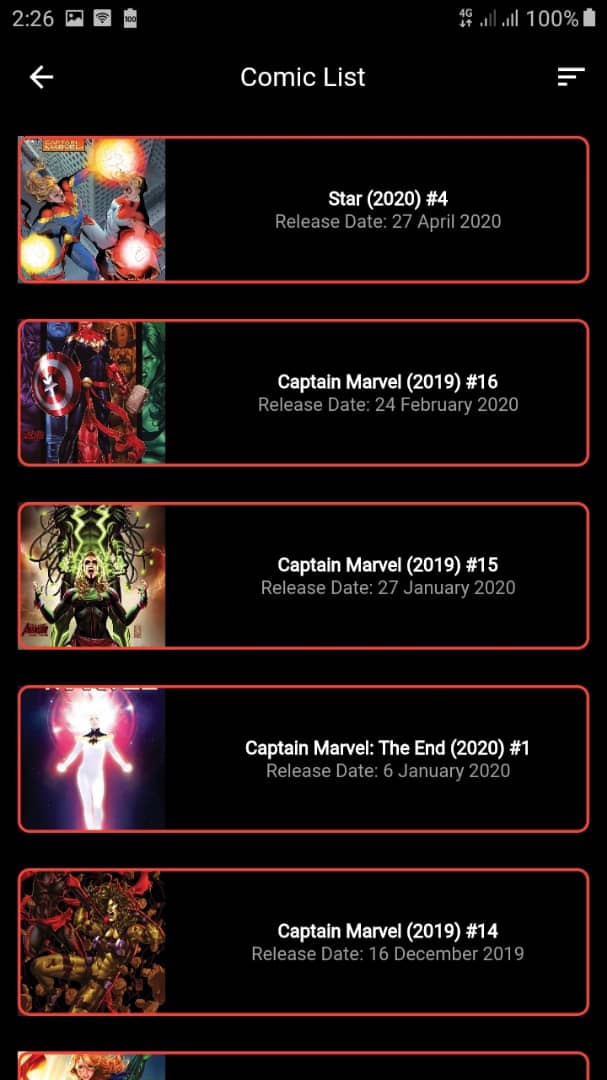 2:26
100
4G
100%
Comic List
CAPTAIN MARVEL
Star (2020) #4
Release Date: 27 April 2020
Captain Marvel (2019) #16
Release Date: 24 February 2020
Captain Marvel (2019) #15
Release Date: 27 January 2020
Captain Marvel: The End (2020) #1
Release Date: 6 January 2020
Captain Marvel (2019) #14
Release Date: 16 December 2019